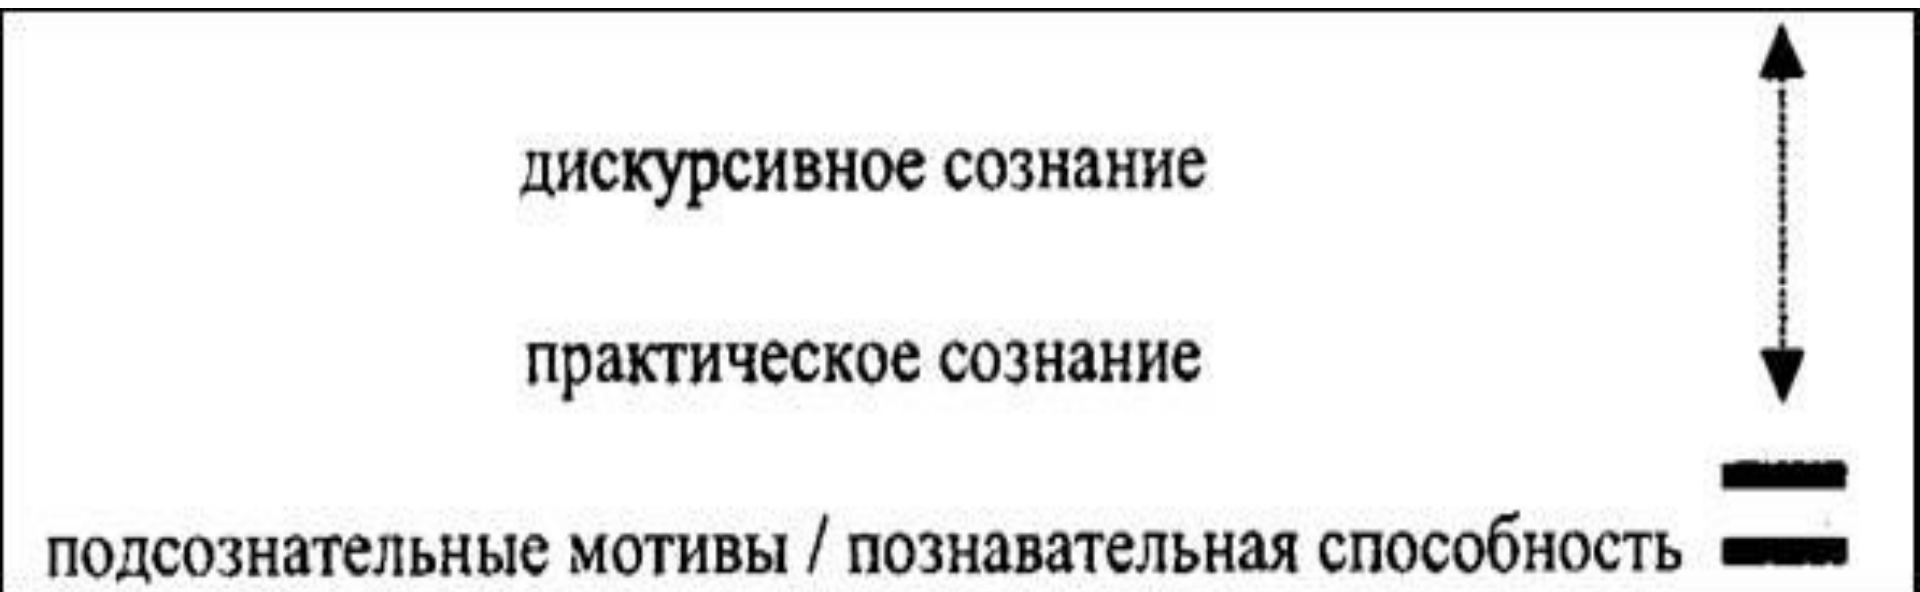 дискурсивное сознание
практическое сознание
подсознательные мотивы / познавательная способность